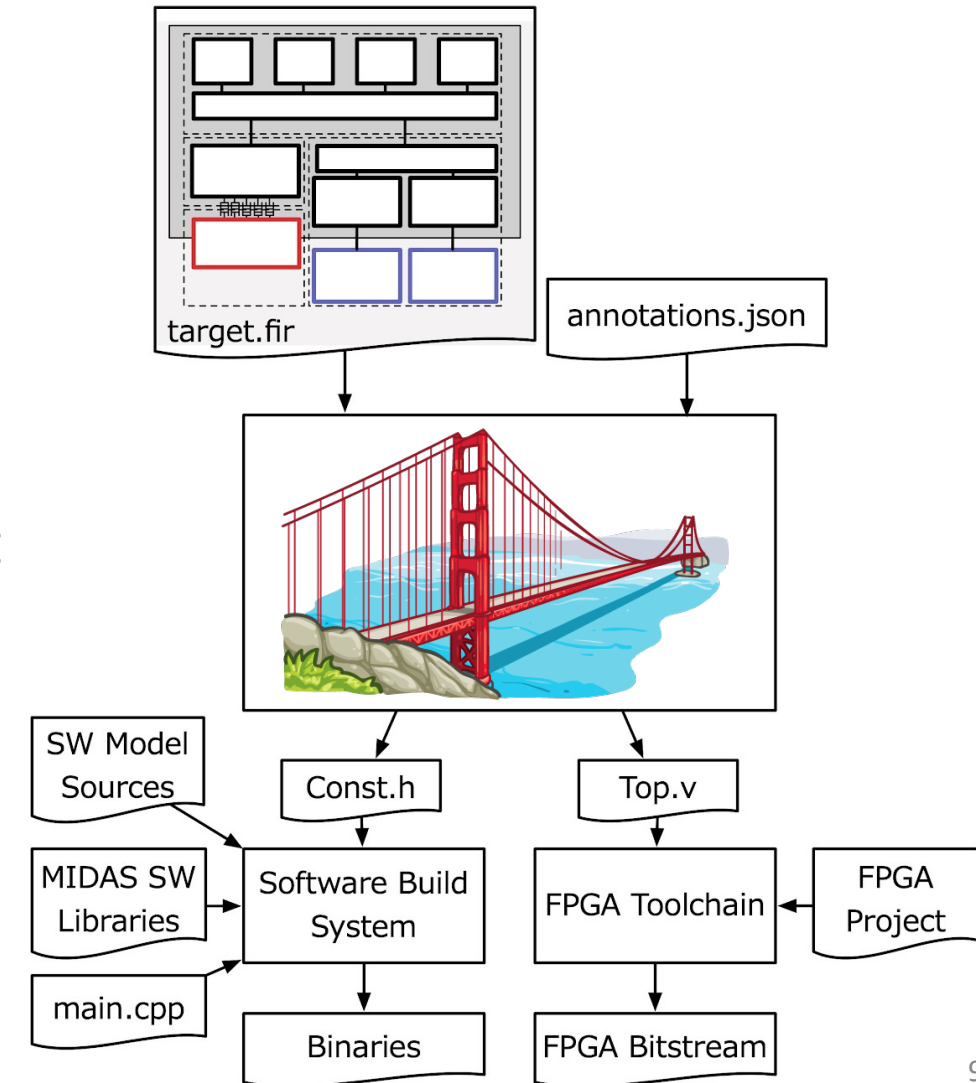 target.fir
annotations.json
SW Model
Sources
Const.h
Top.v
MIDAS SW
Libraries
Software Build
System
FPGA Toolchain
FPGA
Project
main.cpp
Binaries
FPGA Bitstream